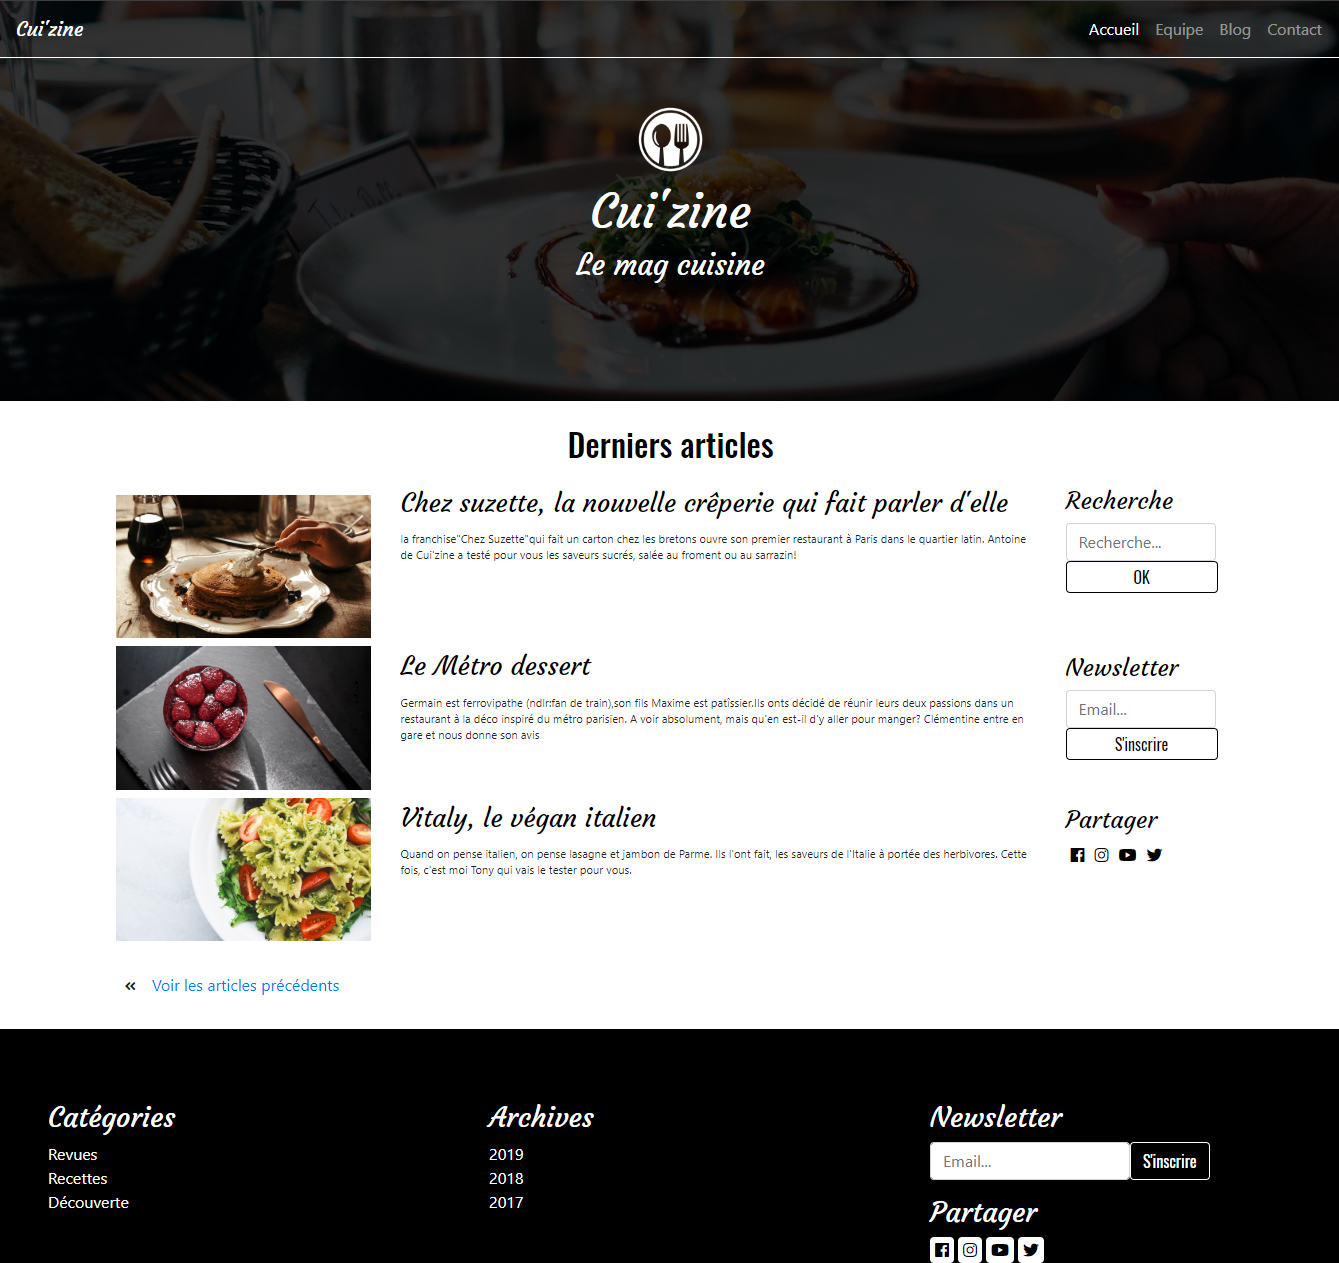 Cui'zine
Accueil Equipe Blog Contact
Cui'zine
Le mag cuisine
Derniers articles
Chez suzette, la nouvelle crêperie qui fait parler d'elle
la franchise"Chez Suzette"qui fait un carton chez les bretons ouvre son premier restaurant à Paris dans le quartier latin. Antoine
de Cui'zine a testé pour vous les saveurs sucrés, salée au froment ou au sarrazin!
Recherche
Recherche...
OK
Le Métro dessert
Germain est ferrovipathe (ndlr:fan de train),son fils Maxime est patîssier.Ils onts décidé de réunir leurs deux passions dans un
restaurant à la déco inspiré du métro parisien. A voir absolument, mais qu'en est-il d'y aller pour manger? Clémentine entre en
gare et nous donne son avis
Newsletter
Email...
S'inscrire
Vitaly, le végan italien
Quand on pense italien, on pense lasagne et jambon de Parme. Ils l'ont fait, les saveurs de l'Italie à portée des herbivores. Cette
fois, c'est moi Tony qui vais le tester pour vous.
Partager
« Voir les articles précédents
Catégories
Revues
Recettes
Découverte
Archives
2019
2018
2017
Newsletter
Email...
S'inscrire
Partager